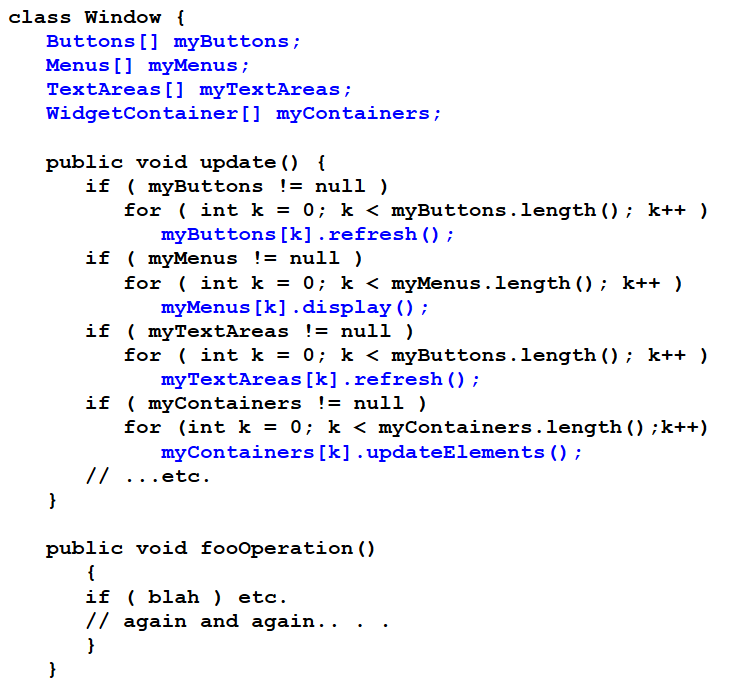 class Window {
Buttons[] myButtons;
Menus[] myMenus;
TextAreas[] myTextAreas;
WidgetContainer[] myContainers;
public void update() {
if ( myButtons != null )
for ( int k = 0; k < myButtons.length(); k++ )
myButtons[k].refresh();
if ( myMenus != null )
for ( int k = 0; k < myMenus.length(); k++ )
myMenus[k].display();
if ( myTextAreas != null )
for ( int k = 0; k < myButtons.length(); k++ )
myTextAreas[k].refresh();
if ( myContainers != null )
for (int k = 0; k < myContainers.length();k++)
myContainers[k].updateElements();
// ...etc.
}
public void fooOperation()
{
if ( blah ) etc.
// again and again.. . .
}
}